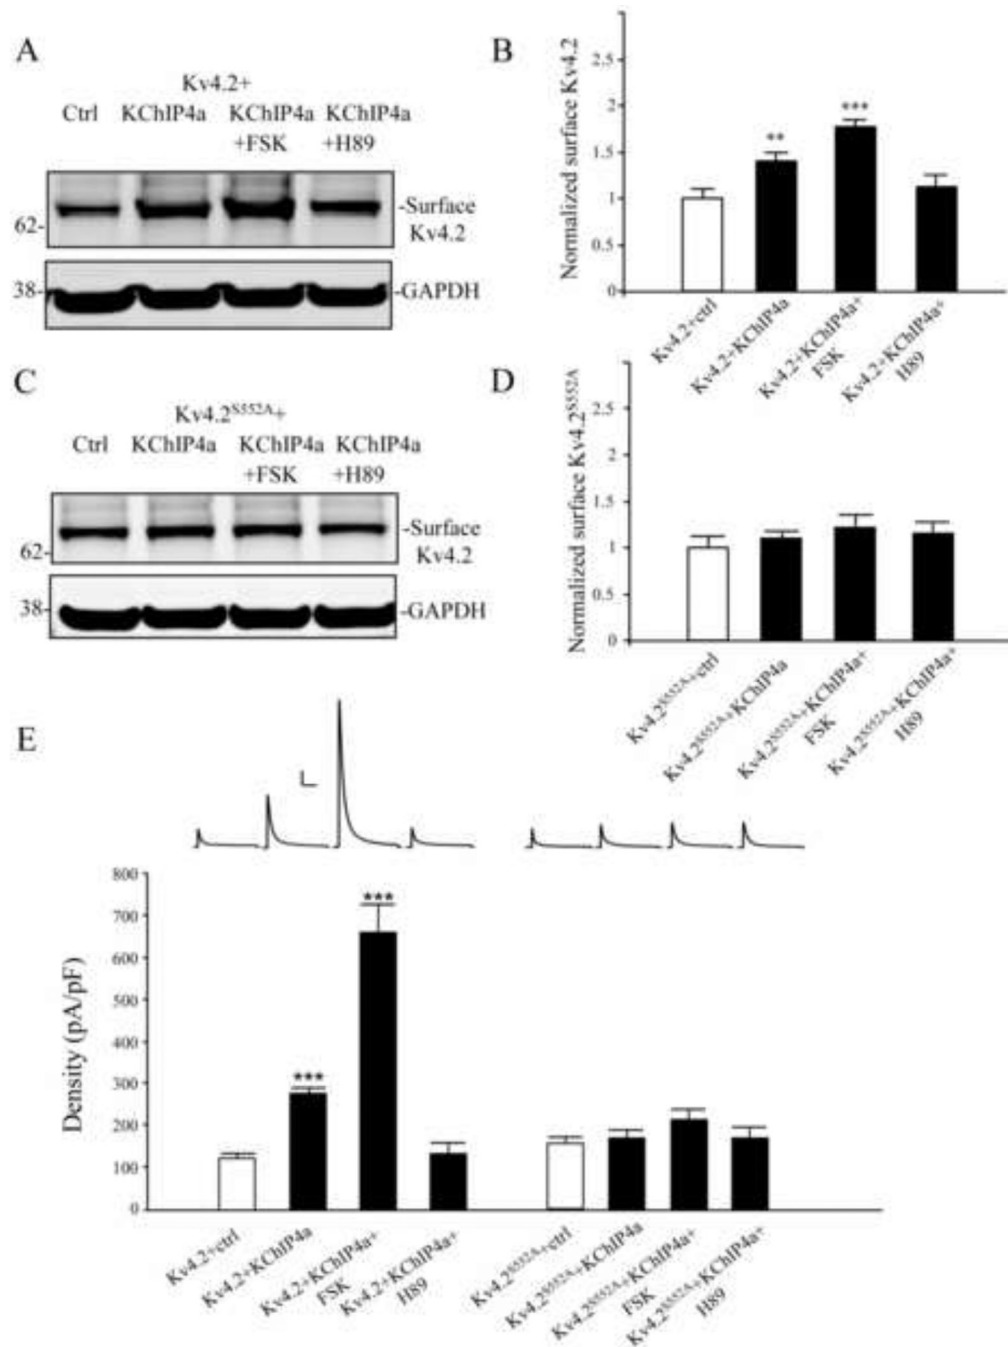 A
Kv4.2+
Ctrl KChIP4a KChIP4a KChIP4a
+FSK +H89
-Surface
Kv4.2
62-
38-
-GAPDH
B
Normalized surface Kv4.2
2.5
2
1.5
1
0.5
0
**
***
Kv4.2+ctrl
Kv4.2+KChIP4a
Kv4.2+KChIP4a+
FSK
Kv4.2+KChIP4a+
H89
C
Kv4.2S552A+
Ctrl KChIP4a KChIP4a KChIP4a
+FSK +H89
-Surface
Kv4.2
62-
38-
-GAPDH
D
Normalized surface Kv4.2S552A
2.5
2
1.5
1
0.5
0
Kv4.2S552A+ctrl
Kv4.2S552A+KChIP4a
Kv4.2S552A+KChIP4a+
FSK
Kv4.2S552A+KChIP4a+
H89
E
Density (pA/pF)
800
700
600
500
400
300
200
100
0
***
***
Kv4.2+ctrl
Kv4.2+KChIP4a
Kv4.2+KChIP4a+
FSK
Kv4.2+KChIP4a+
H89
Kv4.2S552A+ctrl
Kv4.2S552A+KChIP4a
Kv4.2S552A+KChIP4a+
FSK
Kv4.2S552A+KChIP4a+
H89